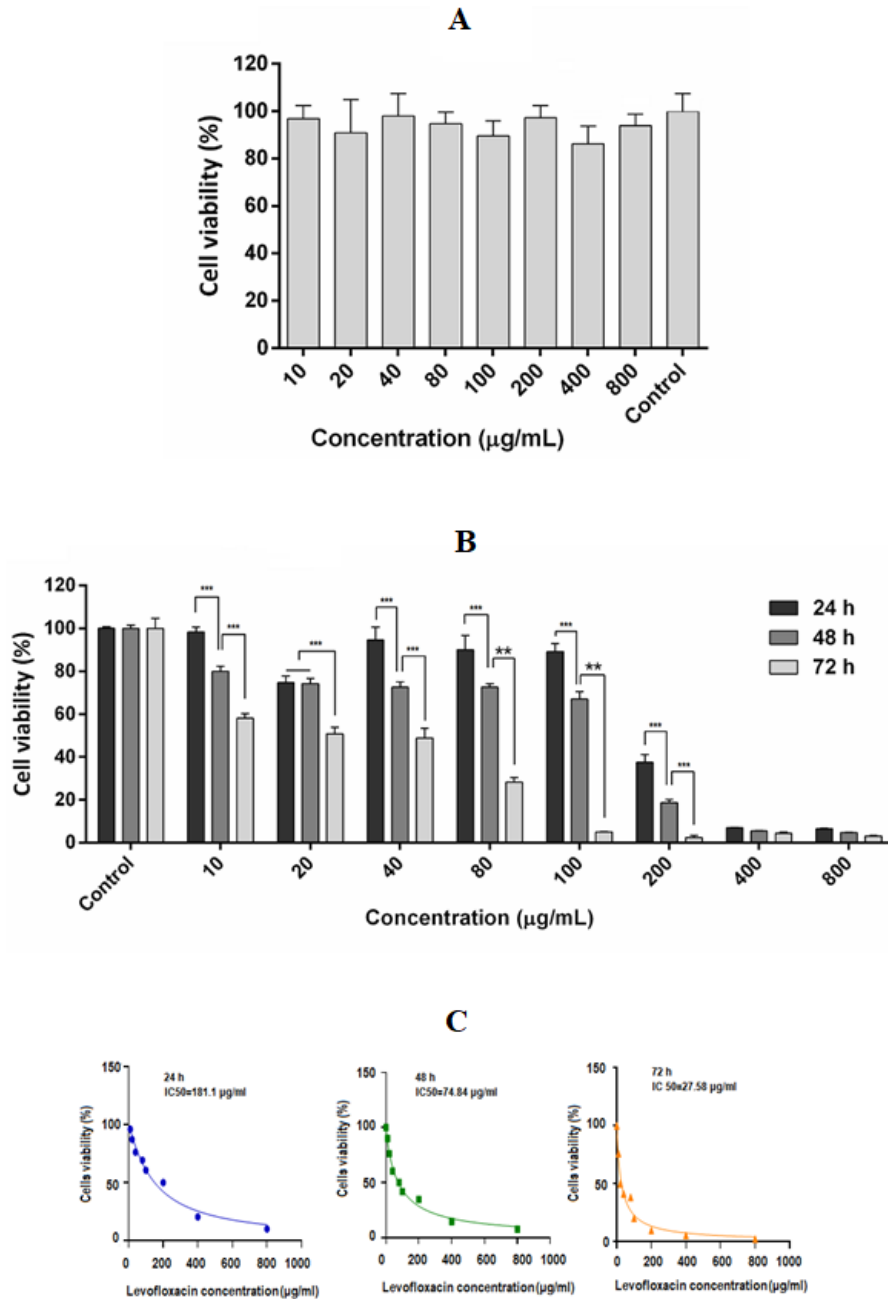 A
120
100
80
60
40
20
0
Cell viability (%)
10 20 40 80 100 200 400 800 Control
Concentration (µg/mL)
B
120
100
80
60
40
20
0
Cell viability (%)
*** *** *** *** *** *** ** *** ** *** ***
24 h
48 h
72 h
Control 10 20 40 80 100 200 400 800
Concentration (µg/mL)
C
24 h
IC50=181.1 µg/ml
150
100
50
0
Cells viability (%)
0 200 400 600 800 1000
Levofloxacin concentration (µg/ml)
48 h
IC50=74.84 µg/ml
150
100
50
0
Cells viability (%)
0 200 400 600 800 1000
Levofloxacin concentration (µg/ml)
72 h
IC 50=27.58 µg/ml
150
100
50
0
Cells viability (%)
0 200 400 600 800 1000
Levofloxacin concentration (µg/ml)